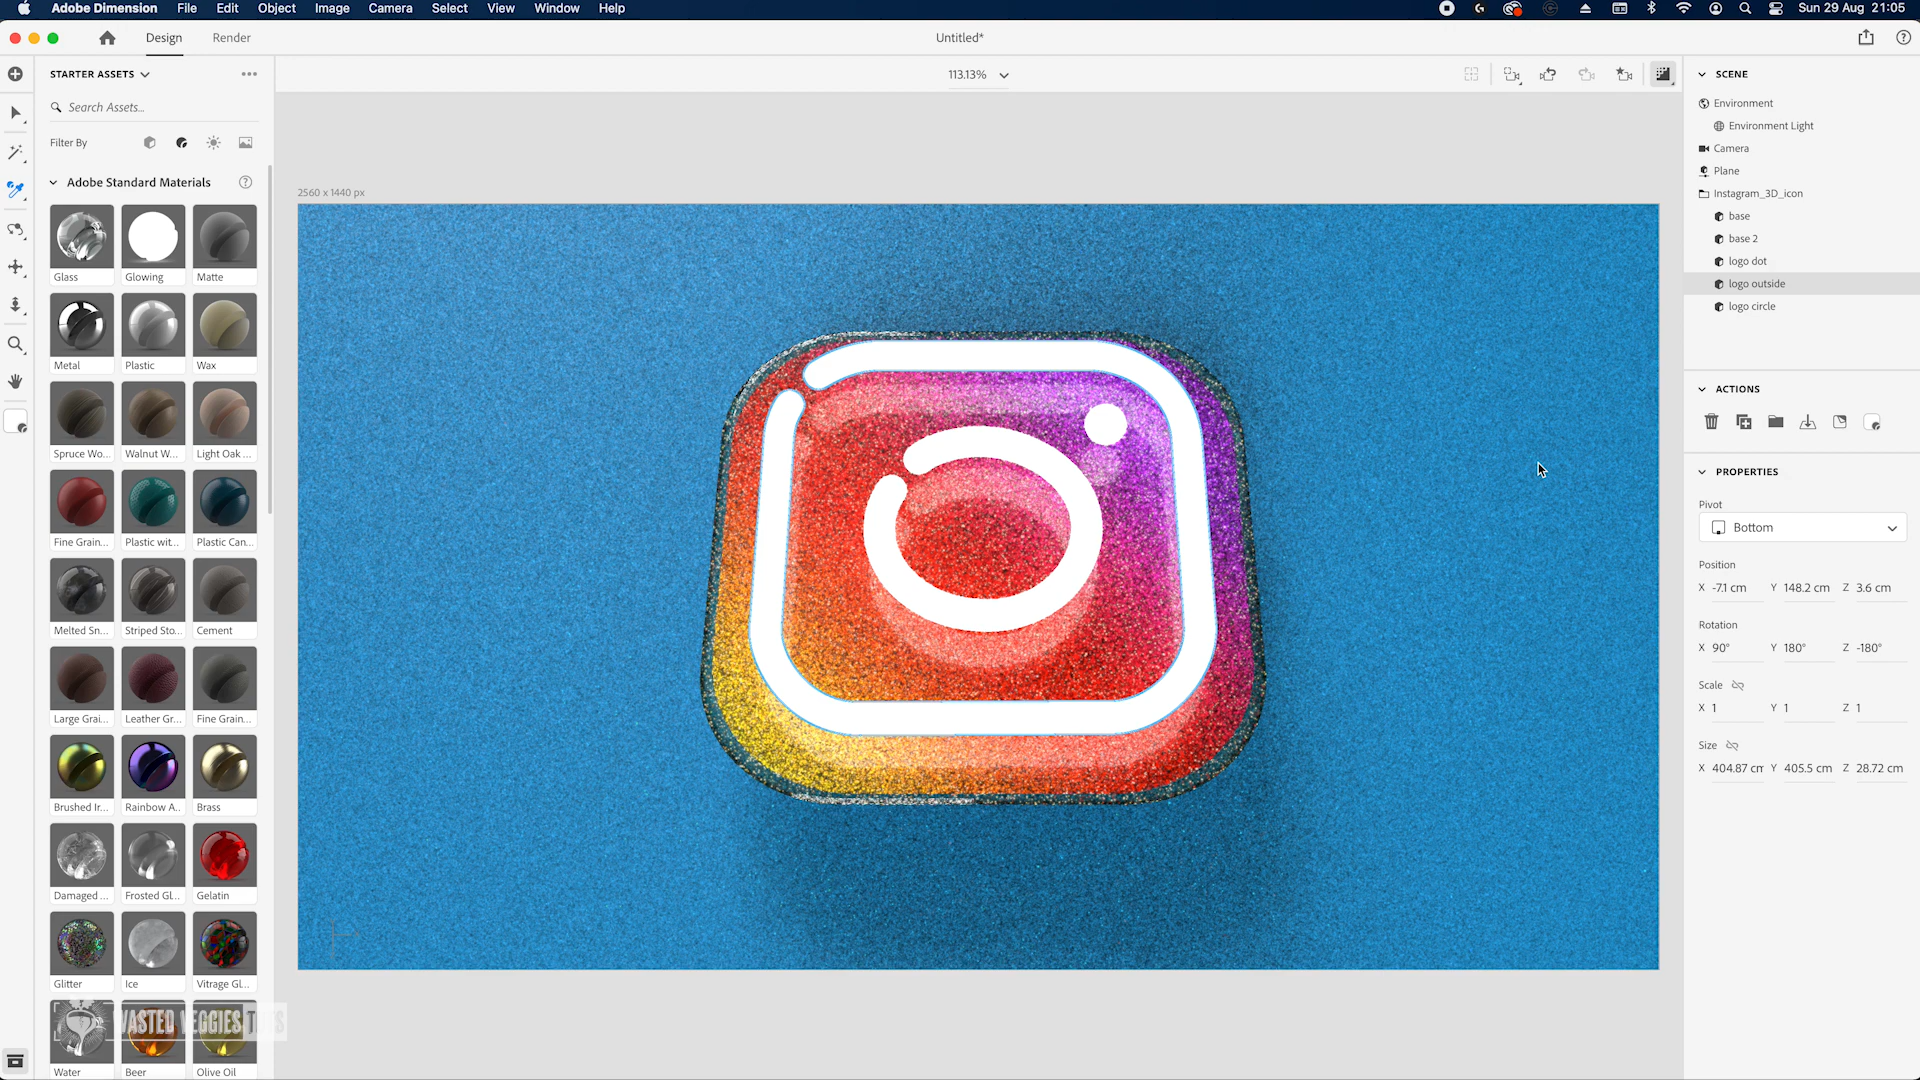 Adobe Dimension File Edit Object Image Camera Select View Window Help Sun 29 Aug 21:05
Design Render Untitled*
STARTER ASSETS
113.13%
Search Assets...
Filter By
Adobe Standard Materials
2560 x 1440 px
Glass Glowing Matte
Metal Plastic Wax
Spruce Wo... Walnut W... Light Oak ...
Fine Grain... Plastic wit... Plastic Can...
Melted Sn... Striped Sto... Cement
Large Grai... Leather Gr... Fine Grain...
Brushed Ir... Rainbow A... Brass
Damaged ... Frosted Gl... Gelatin
Glitter Ice Vitrage Gl...
WASTED VEGGIES
Water Beer Olive Oil
SCENE
Environment
Environment Light
Camera
Plane
Instagram_3D_icon
base
base 2
logo dot
logo outside
logo circle
ACTIONS
PROPERTIES
Pivot
Bottom
Position
X -7.1 cm Y 148.2 cm Z 3.6 cm
Rotation
X 90° Y 180° Z -180°
Scale
X 1 Y 1 Z 1
Size
X 404.87 cm Y 405.5 cm Z 28.72 cm